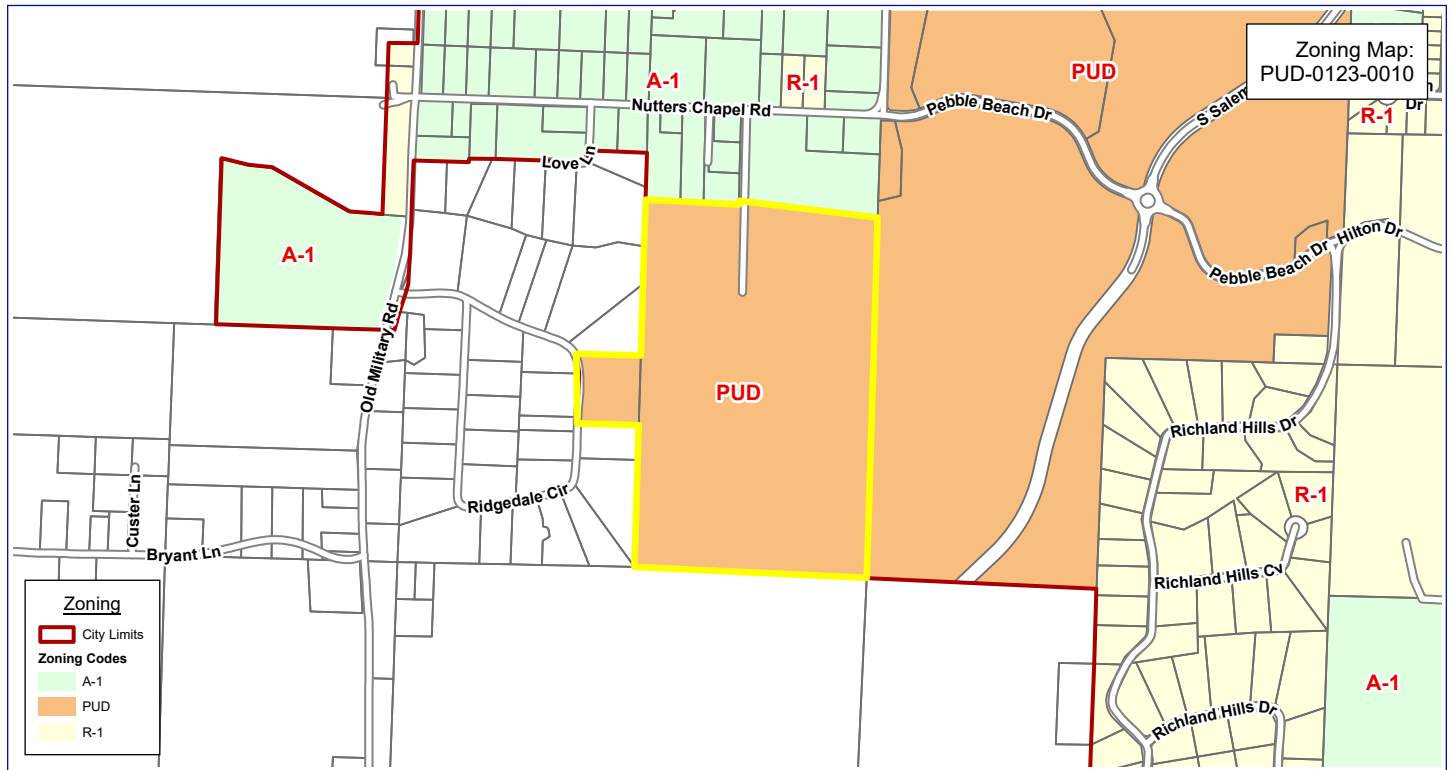 Zoning Map:
PUD-0123-0010
PUD
A-1
R-1
Nutters Chapel Rd
Pebble Beach Dr
S Salem
Dr
R-1
Love Ln
A-1
Pebble Beach Dr
Hilton Dr
Old Military Rd
PUD
Richland Hills Dr
R-1
Ridgedale Cir
Custer Ln
Bryant Ln
Richland Hills Cv
A-1
Richland Hills Dr
Zoning
City Limits
Zoning Codes
A-1
PUD
R-1